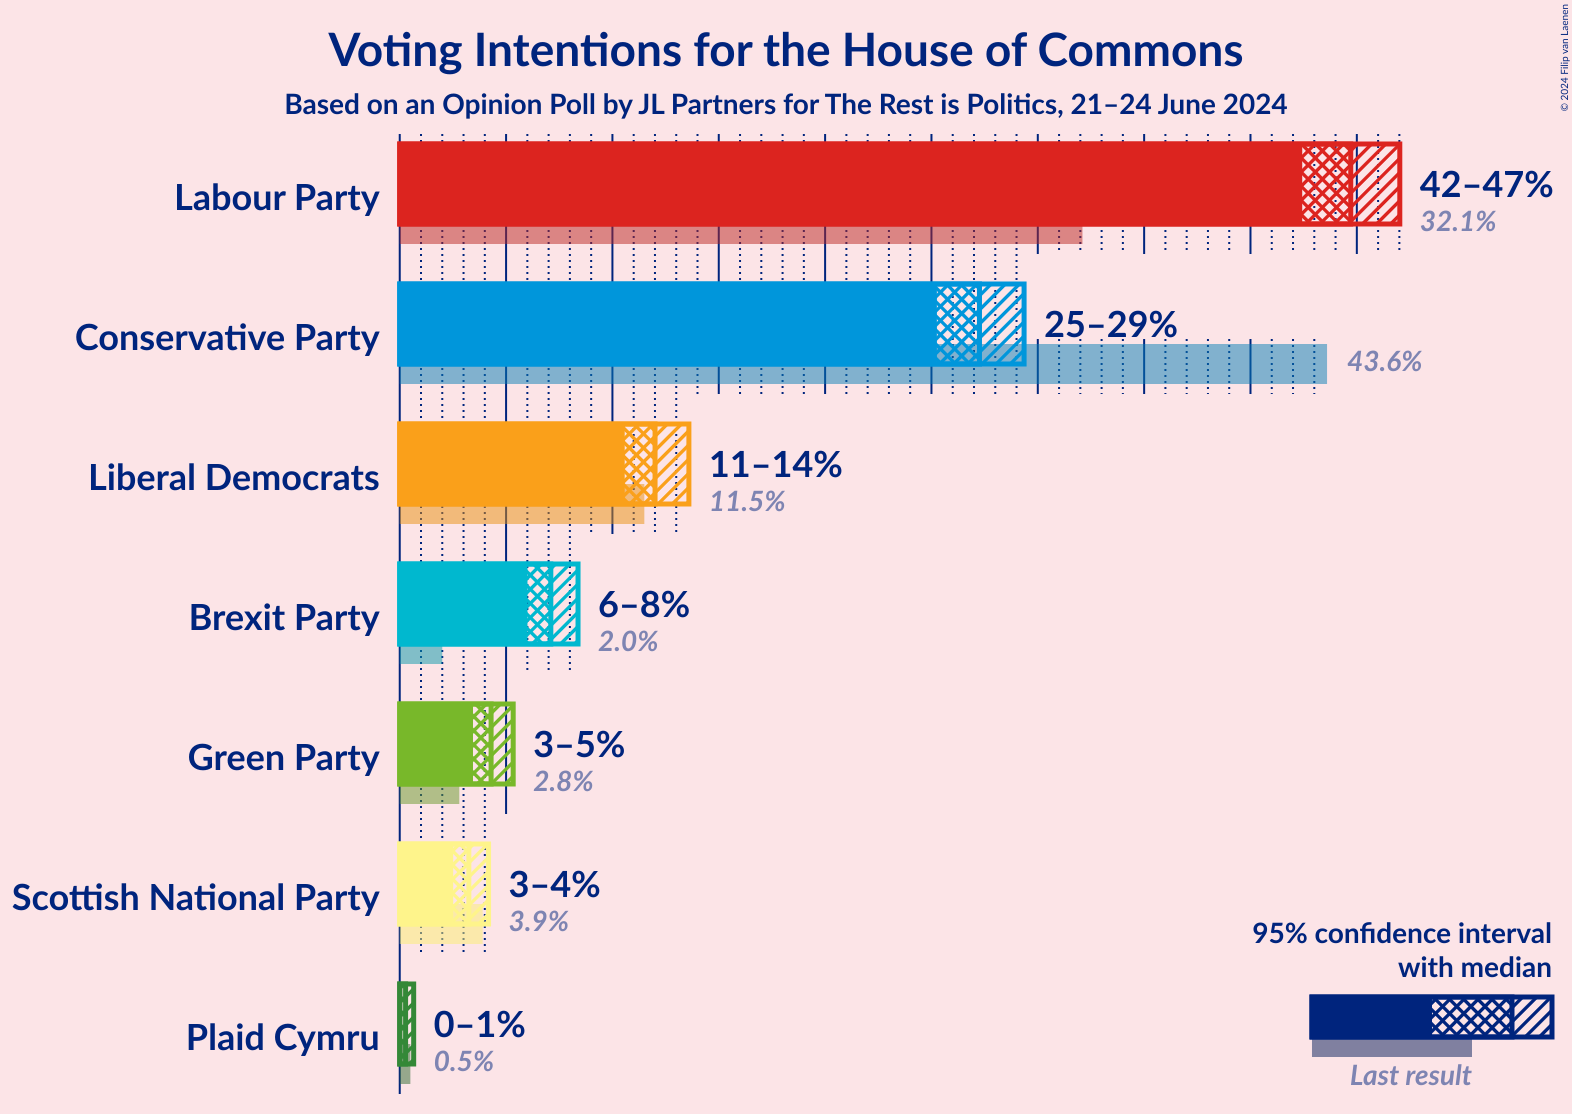 Voting Intentions for the House of Commons
Based on an Opinion Poll by JL Partners for The Rest is Politics, 21–24 June 2024
© 2024 Filip van Laenen
Labour Party
42–47%
32.1%
Conservative Party
25–29%
43.6%
Liberal Democrats
11–14%
11.5%
Brexit Party
6–8%
2.0%
Green Party
3–5%
2.8%
Scottish National Party
3–4%
3.9%
Plaid Cymru
0–1%
0.5%
95% confidence interval
with median
Last result